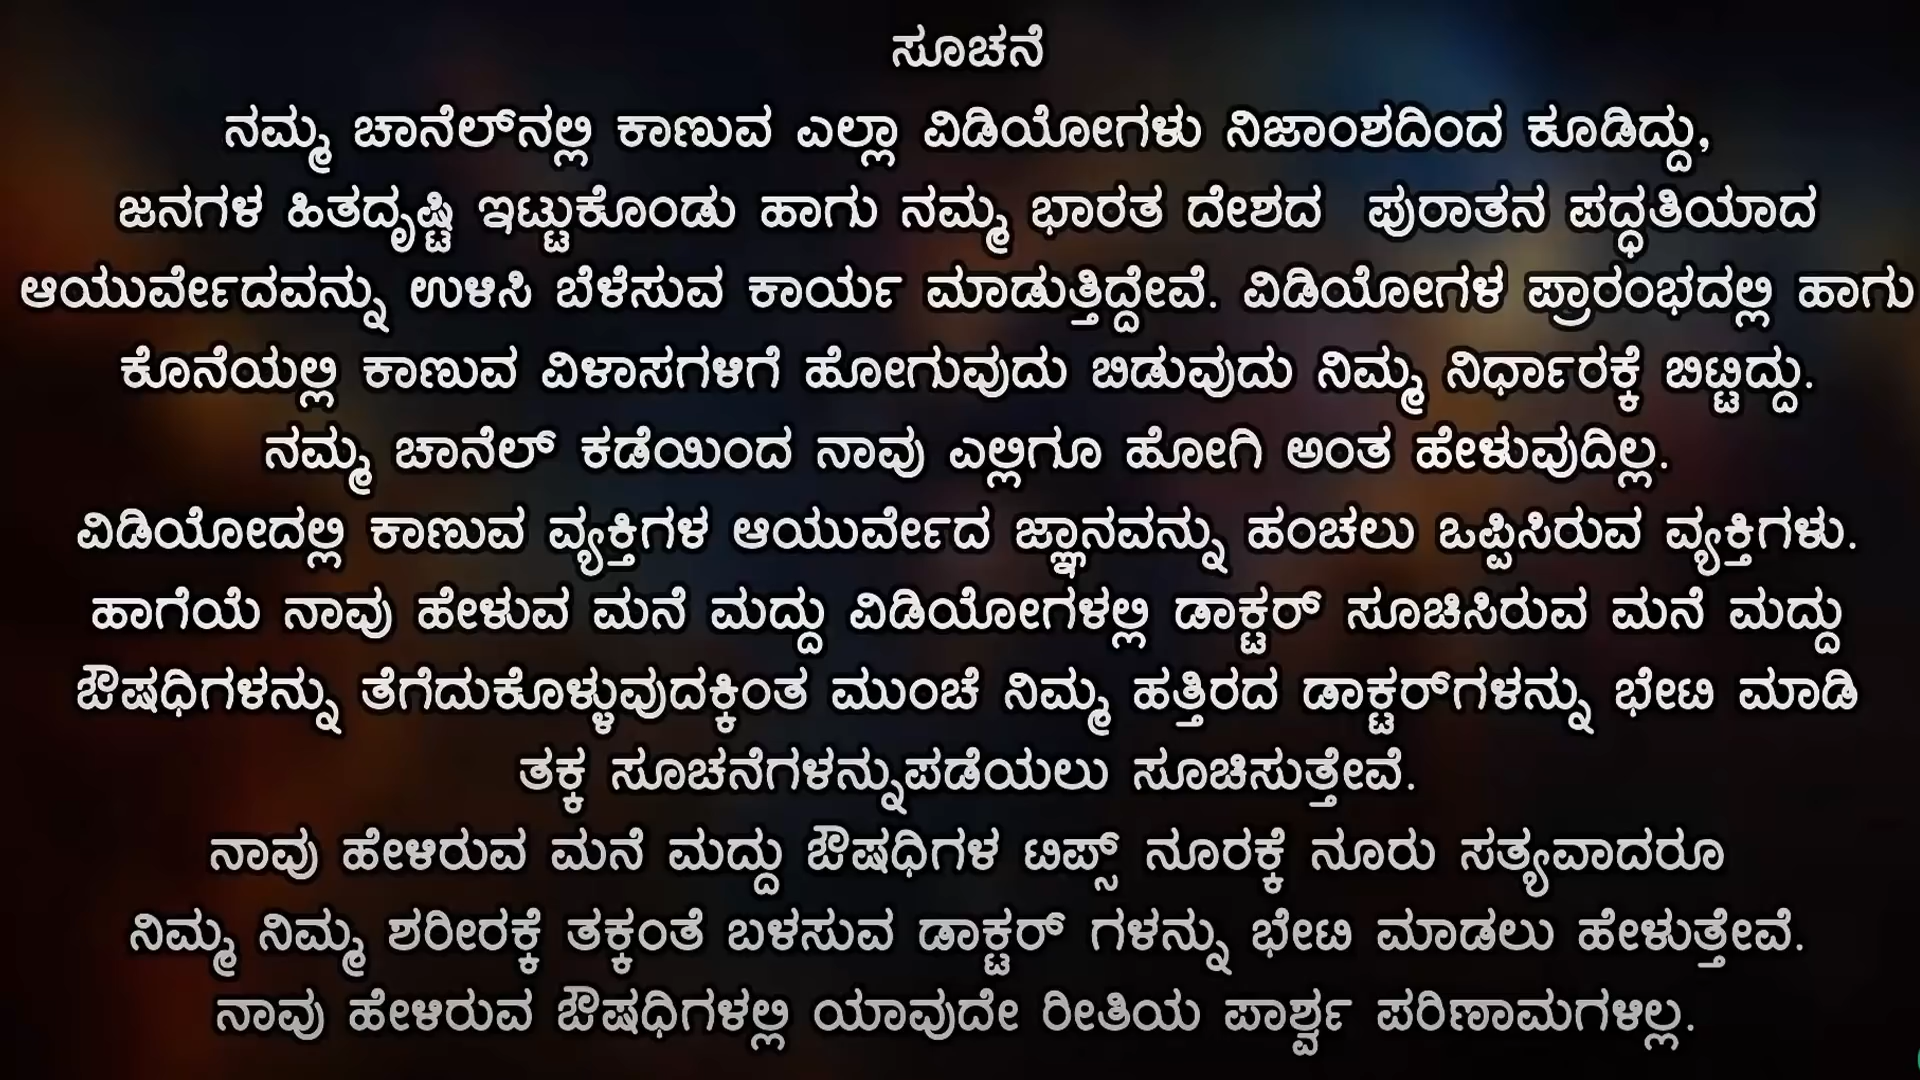 ಸೂಚನೆ
ನಮ್ಮ ಚಾನೆಲ್‌ನಲ್ಲಿ ಕಾಣುವ ಎಲ್ಲಾ ವಿಡಿಯೋಗಳು ನಿಜಾಂಶದಿಂದ ಕೂಡಿದ್ದು,
ಜನಗಳ ಹಿತದೃಷ್ಟಿ ಇಟ್ಟುಕೊಂಡು ಹಾಗು ನಮ್ಮ ಭಾರತ ದೇಶದ ಪುರಾತನ ಪದ್ಧತಿಯಾದ
ಆಯುರ್ವೇದವನ್ನು ಉಳಿಸಿ ಬೆಳೆಸುವ ಕಾರ್ಯ ಮಾಡುತ್ತಿದ್ದೇವೆ. ವಿಡಿಯೋಗಳ ಪ್ರಾರಂಭದಲ್ಲಿ ಹಾಗು
ಕೊನೆಯಲ್ಲಿ ಕಾಣುವ ವಿಳಾಸಗಳಿಗೆ ಹೋಗುವುದು ಬಿಡುವುದು ನಿಮ್ಮ ನಿರ್ಧಾರಕ್ಕೆ ಬಿಟ್ಟಿದ್ದು.
ನಮ್ಮ ಚಾನೆಲ್ ಕಡೆಯಿಂದ ನಾವು ಎಲ್ಲಿಗೂ ಹೋಗಿ ಅಂತ ಹೇಳುವುದಿಲ್ಲ.
ವಿಡಿಯೋದಲ್ಲಿ ಕಾಣುವ ವ್ಯಕ್ತಿಗಳ ಆಯುರ್ವೇದ ಜ್ಞಾನವನ್ನು ಹಂಚಲು ಒಪ್ಪಿಸಿರುವ ವ್ಯಕ್ತಿಗಳು.
ಹಾಗೆಯೆ ನಾವು ಹೇಳುವ ಮನೆ ಮದ್ದು ವಿಡಿಯೋಗಳಲ್ಲಿ ಡಾಕ್ಟರ್ ಸೂಚಿಸಿರುವ ಮನೆ ಮದ್ದು
ಔಷಧಿಗಳನ್ನು ತೆಗೆದುಕೊಳ್ಳುವುದಕ್ಕಿಂತ ಮುಂಚೆ ನಿಮ್ಮ ಹತ್ತಿರದ ಡಾಕ್ಟರ್‌ಗಳನ್ನು ಭೇಟಿ ಮಾಡಿ
ತಕ್ಕ ಸೂಚನೆಗಳನ್ನುಪಡೆಯಲು ಸೂಚಿಸುತ್ತೇವೆ.
ನಾವು ಹೇಳಿರುವ ಮನೆ ಮದ್ದು ಔಷಧಿಗಳ ಟಿಪ್ಸ್ ನೂರಕ್ಕೆ ನೂರು ಸತ್ಯವಾದರೂ
ನಿಮ್ಮ ನಿಮ್ಮ ಶರೀರಕ್ಕೆ ತಕ್ಕಂತೆ ಬಳಸುವ ಡಾಕ್ಟರ್ ಗಳನ್ನು ಭೇಟಿ ಮಾಡಲು ಹೇಳುತ್ತೇವೆ.
ನಾವು ಹೇಳಿರುವ ಔಷಧಿಗಳಲ್ಲಿ ಯಾವುದೇ ರೀತಿಯ ಪಾರ್ಶ್ವ ಪರಿಣಾಮಗಳಿಲ್ಲ.